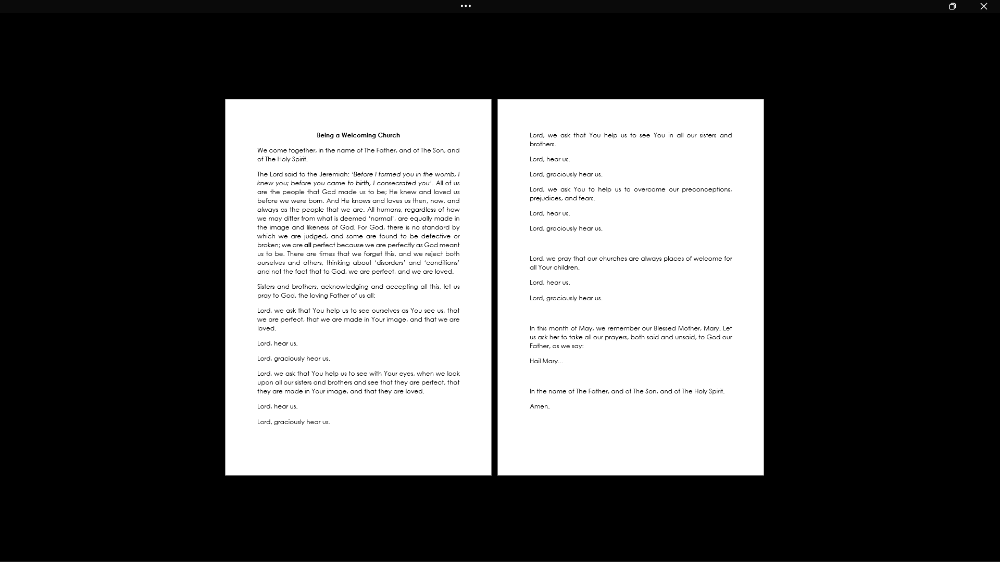 Being a Welcoming Church
We come together, in the name of The Father, and of The Son, and
of The Holy Spirit.
The Lord said to the Jeremiah: ‘Before I formed you in the womb, I
knew you; before you came to birth, I consecrated you’. All of us
are the people that God made us to be; He knew and loved us
before we were born. And He knows and loves us then, now, and
always as the people that we are. All humans, regardless of how
we may differ from what is deemed ‘normal’, are equally made in
the image and likeness of God. For God, there is no standard by
which we are judged, and some are found to be defective or
broken; we are all perfect because we are perfectly as God meant
us to be. There are times that we forget this, and we reject both
ourselves and others, thinking about ‘disorders’ and ‘conditions’
and not the fact that to God, we are perfect, and we are loved.
Sisters and brothers, acknowledging and accepting all this, let us
pray to God, the loving Father of us all:
Lord, we ask that You help us to see ourselves as You see us, that
we are perfect, that we are made in Your image, and that we are
loved.
Lord, hear us.
Lord, graciously hear us.
Lord, we ask that You help us to see with Your eyes, when we look
upon all our sisters and brothers and see that they are perfect, that
they are made in Your image, and that they are loved.
Lord, hear us.
Lord, graciously hear us.
Lord, we ask that You help us to see You in all our sisters and
brothers.
Lord, hear us.
Lord, graciously hear us.
Lord, we ask You to help us to overcome our preconceptions,
prejudices, and fears.
Lord, hear us.
Lord, graciously hear us.
Lord, we pray that our churches are always places of welcome for
all Your children.
Lord, hear us.
Lord, graciously hear us.
In this month of May, we remember our Blessed Mother, Mary. Let
us ask her to take all our prayers, both said and unsaid, to God our
Father, as we say:
Hail Mary...
In the name of The Father, and of The Son, and of The Holy Spirit.
Amen.